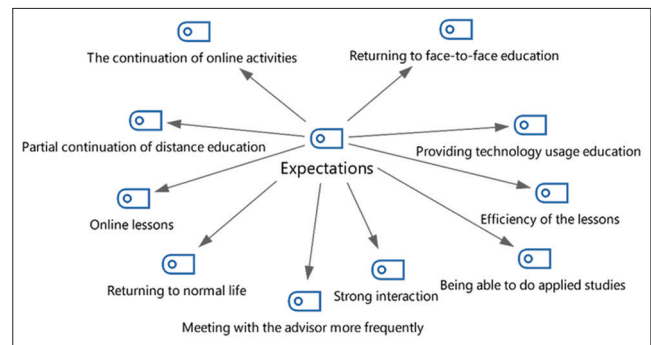 The continuation of online activities
Returning to face-to-face education
Partial continuation of distance education
Providing technology usage education
Expectations
Online lessons
Efficiency of the lessons
Returning to normal life
Strong interaction
Being able to do applied studies
Meeting with the advisor more frequently